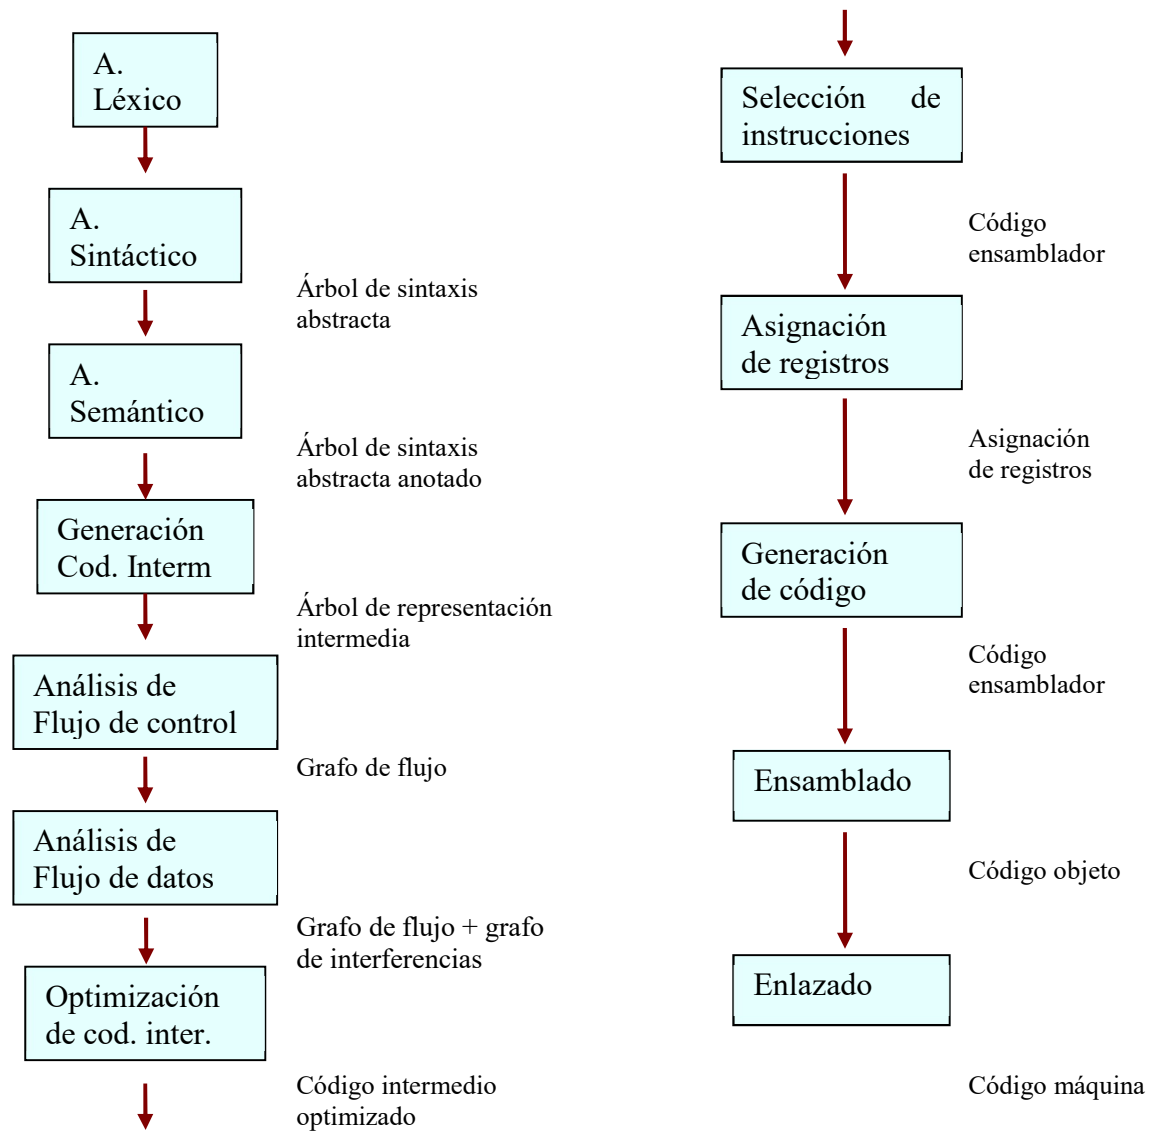 A.
Léxico
A.
Sintáctico
Árbol de sintaxis
abstracta
A.
Semántico
Árbol de sintaxis
abstracta anotado
Generación
Cod. Interm
Árbol de representación
intermedia
Análisis de
Flujo de control
Grafo de flujo
Análisis de
Flujo de datos
Grafo de flujo + grafo
de interferencias
Optimización
de cod. inter.
Código intermedio
optimizado
Selección de
instrucciones
Código
ensamblador
Asignación
de registros
Asignación
de registros
Generación
de código
Código
ensamblador
Ensamblado
Código objeto
Enlazado
Código máquina